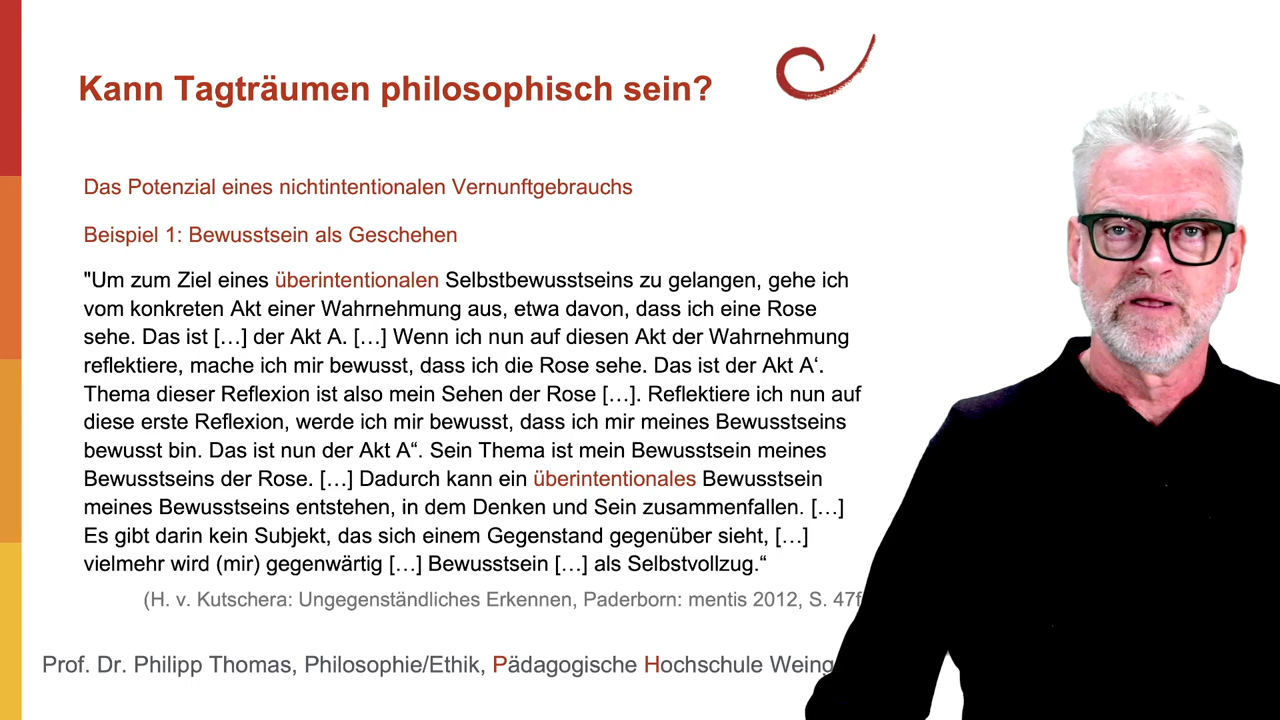 Kann Tagträumen philosophisch sein?
Das Potenzial eines nichtintentionalen Vernunftgebrauchs
Beispiel 1: Bewusstsein als Geschehen
"Um zum Ziel eines überintentionalen Selbstbewusstseins zu gelangen, gehe ich
vom konkreten Akt einer Wahrnehmung aus, etwa davon, dass ich eine Rose
sehe. Das ist […] der Akt A. […] Wenn ich nun auf diesen Akt der Wahrnehmung
reflektiere, mache ich mir bewusst, dass ich die Rose sehe. Das ist der Akt A‘.
Thema dieser Reflexion ist also mein Sehen der Rose […]. Reflektiere ich nun auf
diese erste Reflexion, werde ich mir bewusst, dass ich mir meines Bewusstseins
bewusst bin. Das ist nun der Akt A“. Sein Thema ist mein Bewusstsein meines
Bewusstseins der Rose. […] Dadurch kann ein überintentionales Bewusstsein
meines Bewusstseins entstehen, in dem Denken und Sein zusammenfallen. […]
Es gibt darin kein Subjekt, das sich einem Gegenstand gegenüber sieht, […]
vielmehr wird (mir) gegenwärtig […] Bewusstsein […] als Selbstvollzug.“
(H. v. Kutschera: Ungegenständliches Erkennen, Paderborn: mentis 2012, S. 47f
Prof. Dr. Philipp Thomas, Philosophie/Ethik, Pädagogische Hochschule